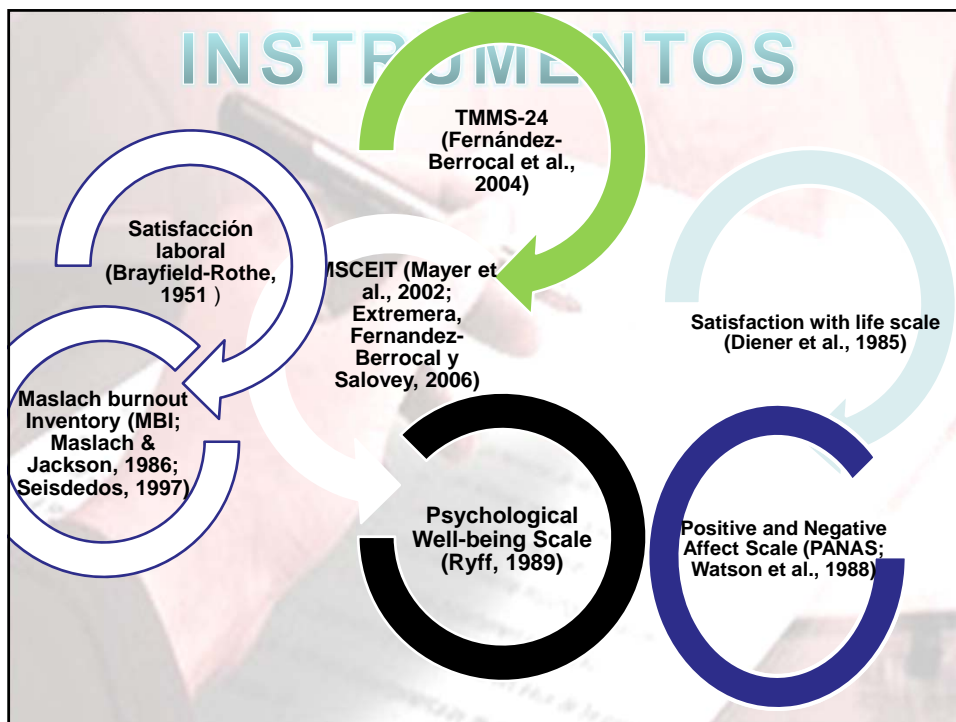 INSTRUMENTOS
TMMS-24
(Fernández-
Berrocal et al.,
2004)
Satisfacción
laboral
(Brayfield-Rothe,
1951 )
MSCEIT (Mayer et
al., 2002;
Extremera,
Fernandez-
Berrocal y
Salovey, 2006)
Satisfaction with life scale
(Diener et al., 1985)
Maslach burnout
Inventory (MBI;
Maslach &
Jackson, 1986;
Seisdedos, 1997)
Psychological
Well-being Scale
(Ryff, 1989)
Positive and Negative
Affect Scale (PANAS;
Watson et al., 1988)